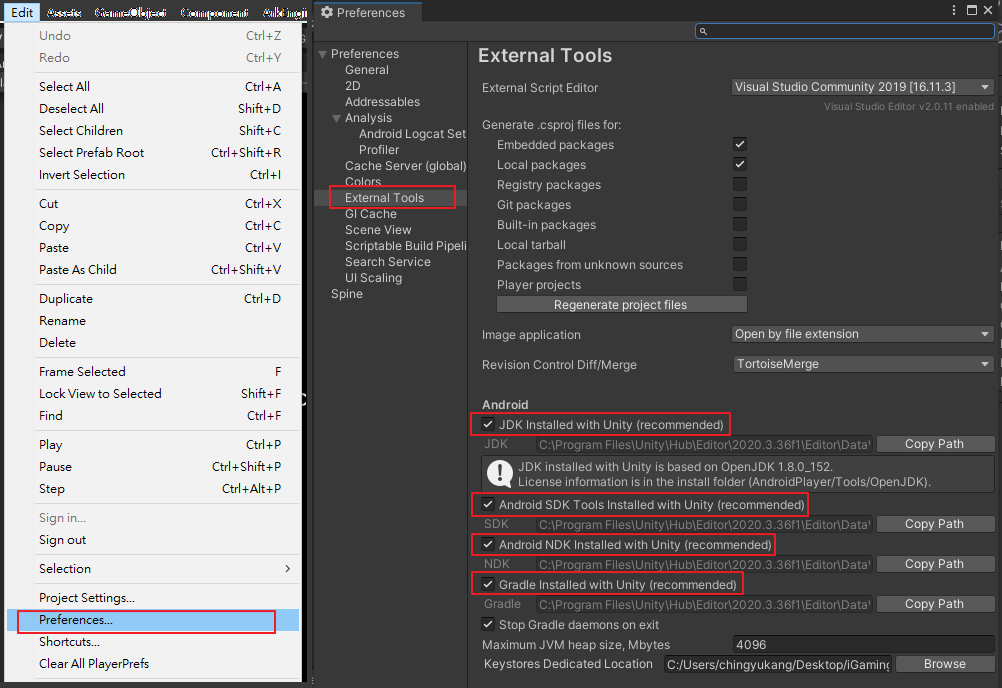 Edit Assets GameObject Component
Undo Ctrl+Z
Redo Ctrl+Y
Select All Ctrl+A
Deselect All Shift+D
Select Children Shift+C
Select Prefab Root Ctrl+Shift+R
Invert Selection Ctrl+I
Cut Ctrl+X
Copy Ctrl+C
Paste Ctrl+V
Paste As Child Ctrl+Shift+V
Duplicate Ctrl+D
Rename
Delete
Frame Selected F
Lock View to Selected Shift+F
Find Ctrl+F
Play Ctrl+P
Pause Ctrl+Shift+P
Step Ctrl+Alt+P
Sign in...
Sign out
Selection
Project Settings...
Preferences...
Shortcuts...
Clear All PlayerPrefs
Preferences
Preferences
General
2D
Addressables
Analysis
Android Logcat Set
Profiler
Cache Server (global)
Colors
External Tools
GI Cache
Scene View
Scriptable Build Pipeli
Search Service
UI Scaling
Spine
External Tools
External Script Editor Visual Studio Community 2019 [16.11.3]
Visual Studio Editor v2.0.11 enabled
Generate .csproj files for:
Embedded packages
Local packages
Registry packages
Git packages
Built-in packages
Local tarball
Packages from unknown sources
Player projects
Regenerate project files
Image application Open by file extension
Revision Control Diff/Merge TortoiseMerge
Android
JDK Installed with Unity (recommended)
JDK C:\Program Files\Unity\Hub\Editor\2020.3.36f1\Editor\Data\ Copy Path
JDK installed with Unity is based on OpenJDK 1.8.0_152.
License information is in the install folder (AndroidPlayer/Tools/OpenJDK).
Android SDK Tools Installed with Unity (recommended)
SDK C:\Program Files\Unity\Hub\Editor\2020.3.36f1\Editor\Data\ Copy Path
Android NDK Installed with Unity (recommended)
NDK C:\Program Files\Unity\Hub\Editor\2020.3.36f1\Editor\Data\ Copy Path
Gradle Installed with Unity (recommended)
Gradle C:\Program Files\Unity\Hub\Editor\2020.3.36f1\Editor\Data\ Copy Path
Stop Gradle daemons on exit
Maximum JVM heap size, Mbytes 4096
Keystores Dedicated Location C:/Users/chingyukang/Desktop/iGaming Browse